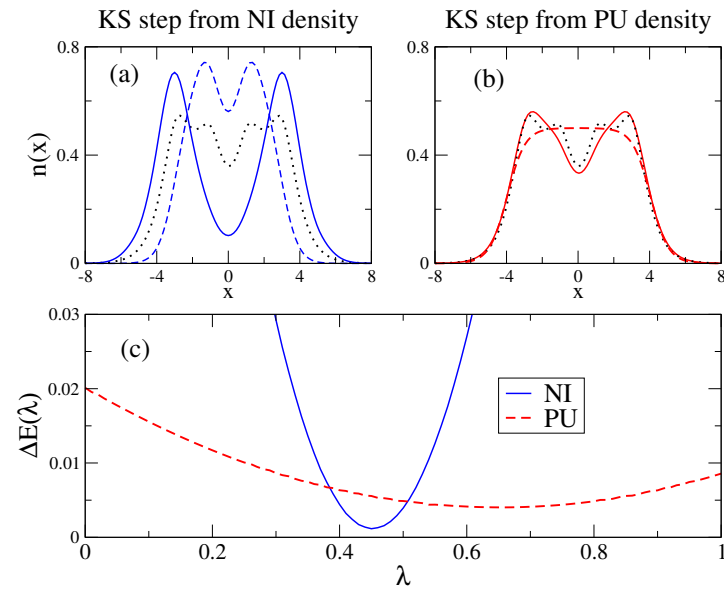 KS step from NI density
KS step from PU density
(a)
(b)
n(x)
0.8
0.4
0
-8
-4
0
4
8
x
0.8
0.4
0
-8
-4
0
4
8
x
(c)
ΔE(λ)
0.03
0.02
0.01
0
0
0.2
0.4
0.6
0.8
1
λ
NI
PU